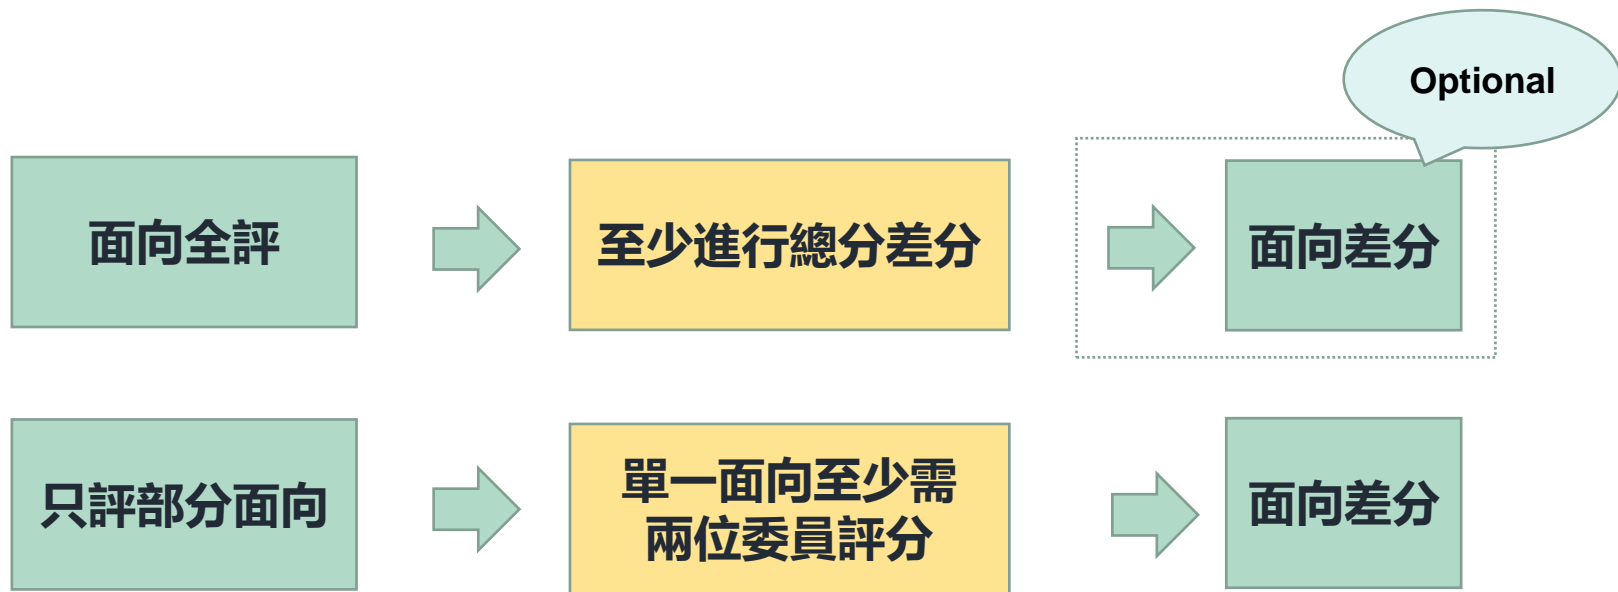 Optional
面向全評
至少進行總分差分
面向差分
只評部分面向
單一面向至少需
兩位委員評分
面向差分